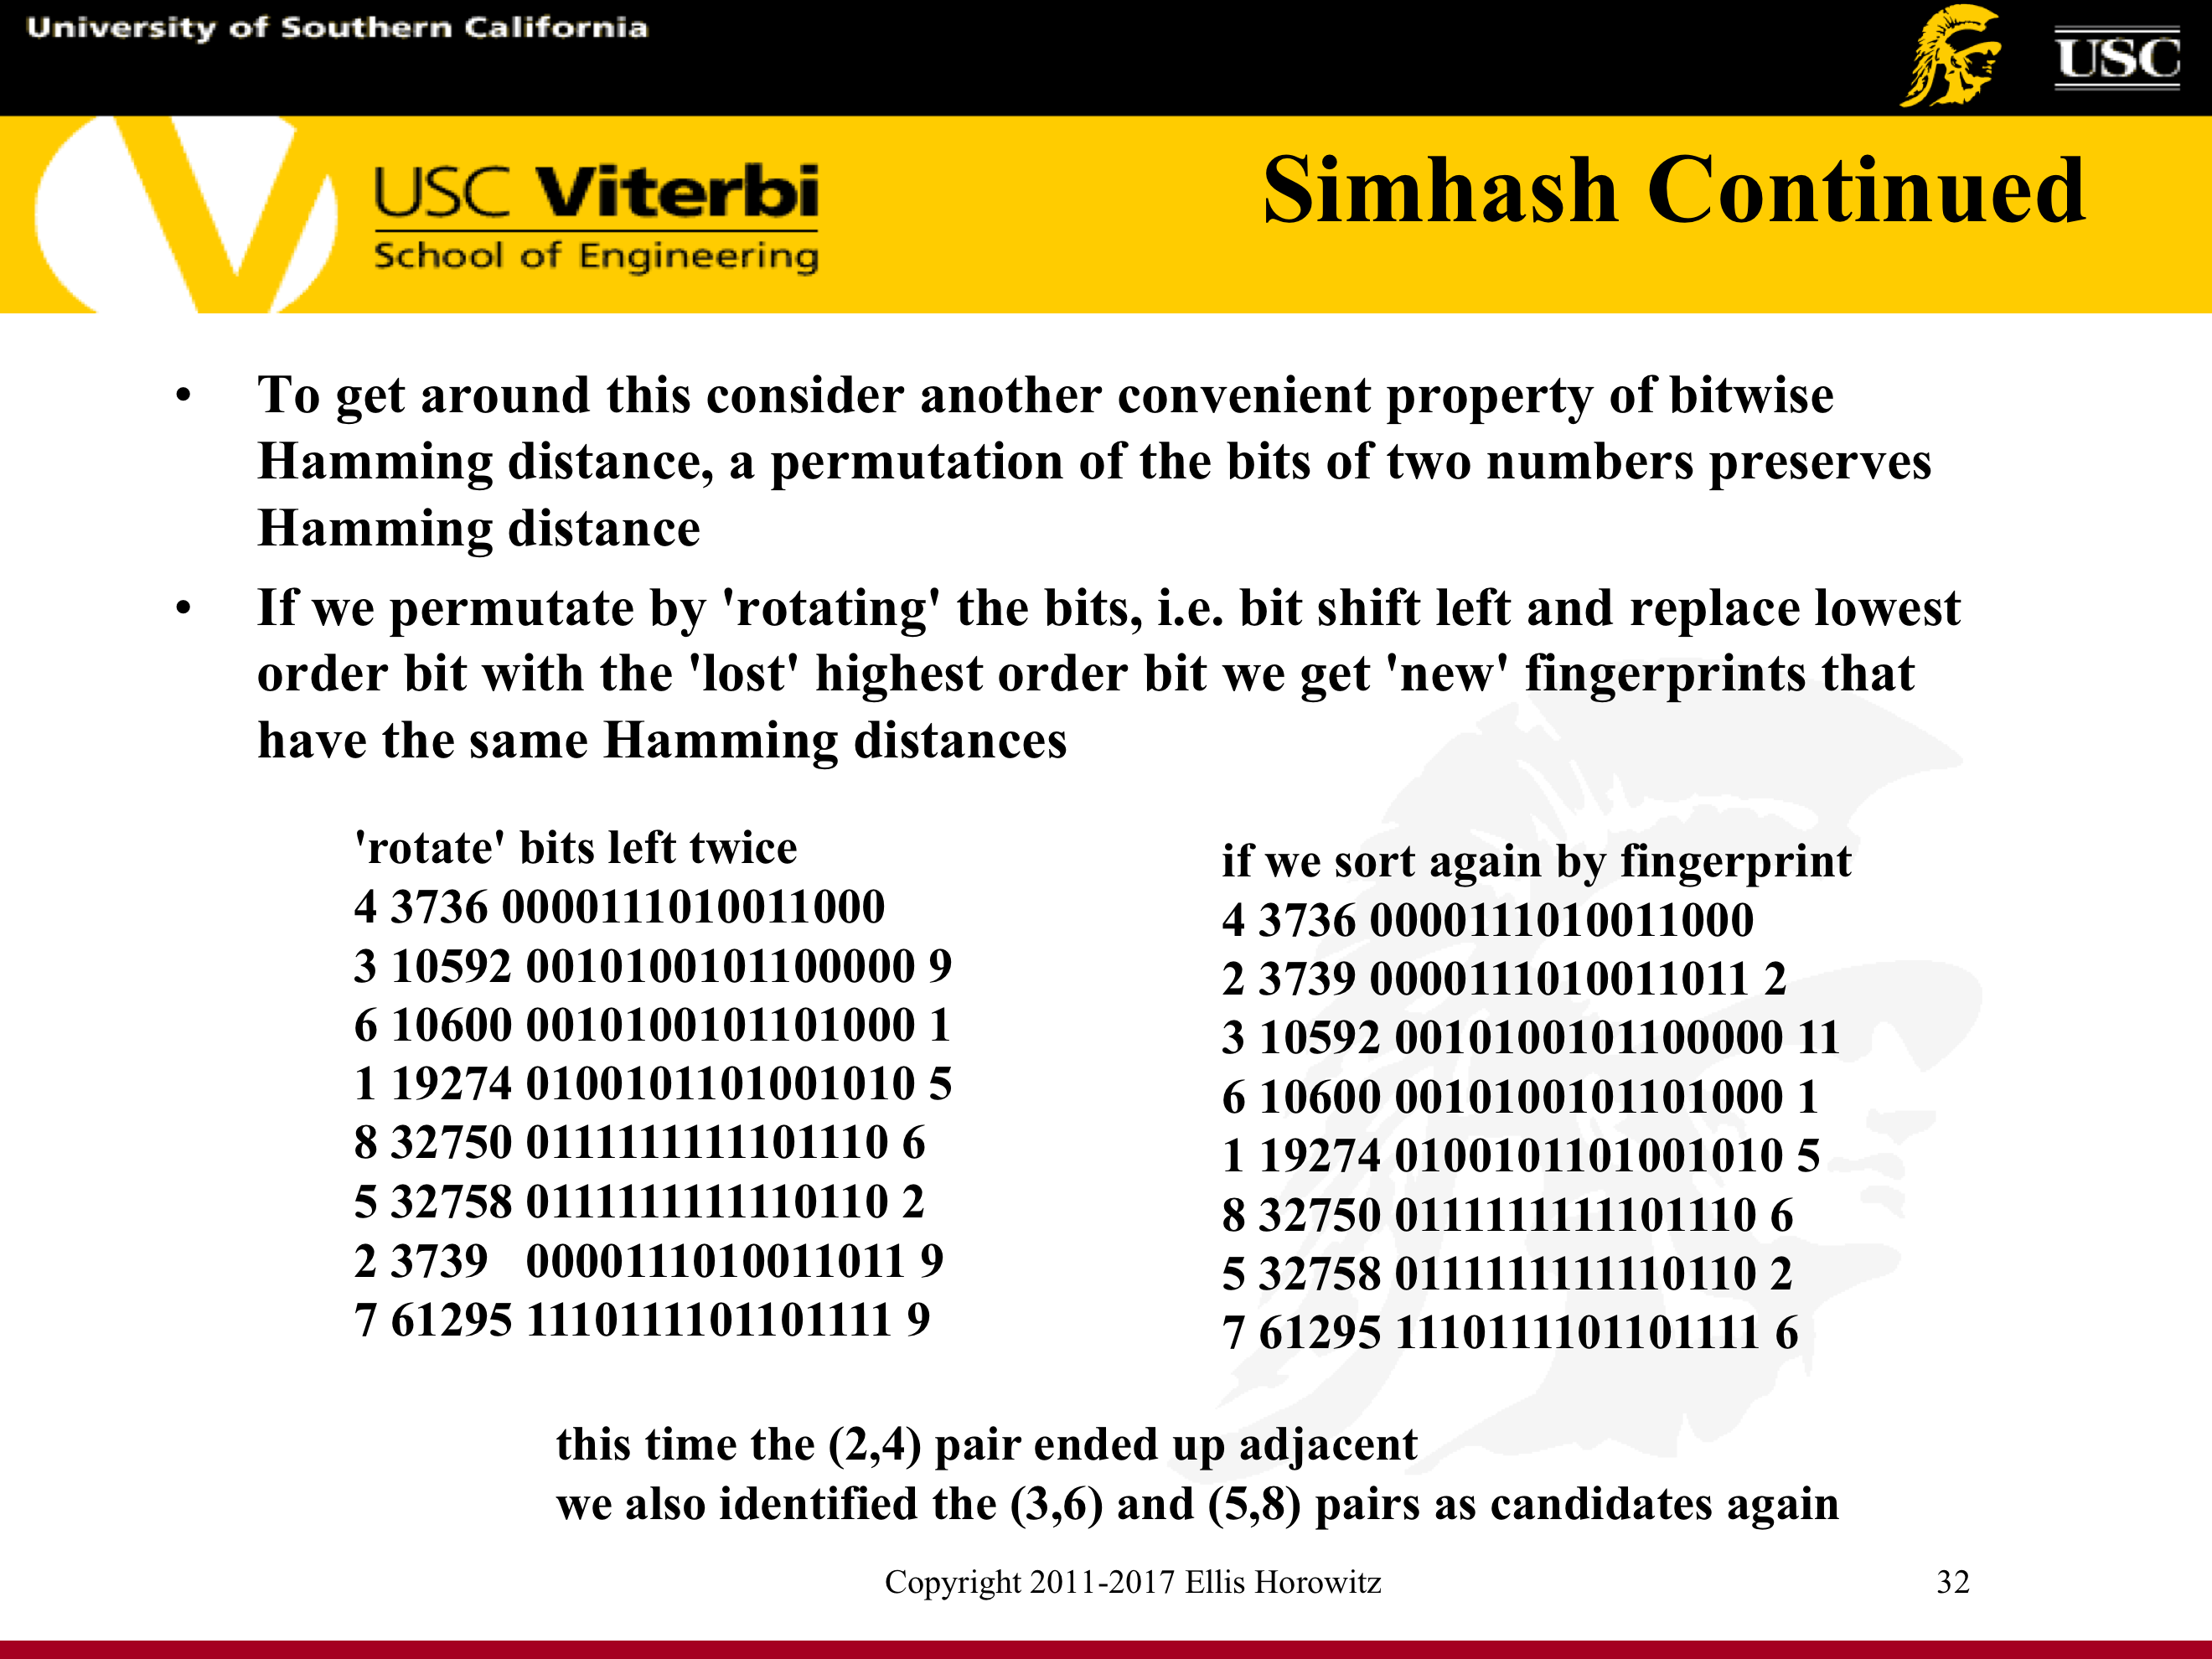 University of Southern California
USC
USC Viterbi
School of Engineering
Simhash Continued
• To get around this consider another convenient property of bitwise
Hamming distance, a permutation of the bits of two numbers preserves
Hamming distance
• If we permutate by 'rotating' the bits, i.e. bit shift left and replace lowest
order bit with the 'lost' highest order bit we get 'new' fingerprints that
have the same Hamming distances
'rotate' bits left twice
4 3736 0000111010011000
3 10592 0010100101100000 9
6 10600 0010100101101000 1
1 19274 0100101101001010 5
8 32750 0111111111101110 6
5 32758 0111111111110110 2
2 3739 0000111010011011 9
7 61295 1110111101101111 9
if we sort again by fingerprint
4 3736 0000111010011000
2 3739 0000111010011011 2
3 10592 0010100101100000 11
6 10600 0010100101101000 1
1 19274 0100101101001010 5
8 32750 0111111111101110 6
5 32758 0111111111110110 2
7 61295 1110111101101111 6
this time the (2,4) pair ended up adjacent
we also identified the (3,6) and (5,8) pairs as candidates again
Copyright 2011-2017 Ellis Horowitz
32